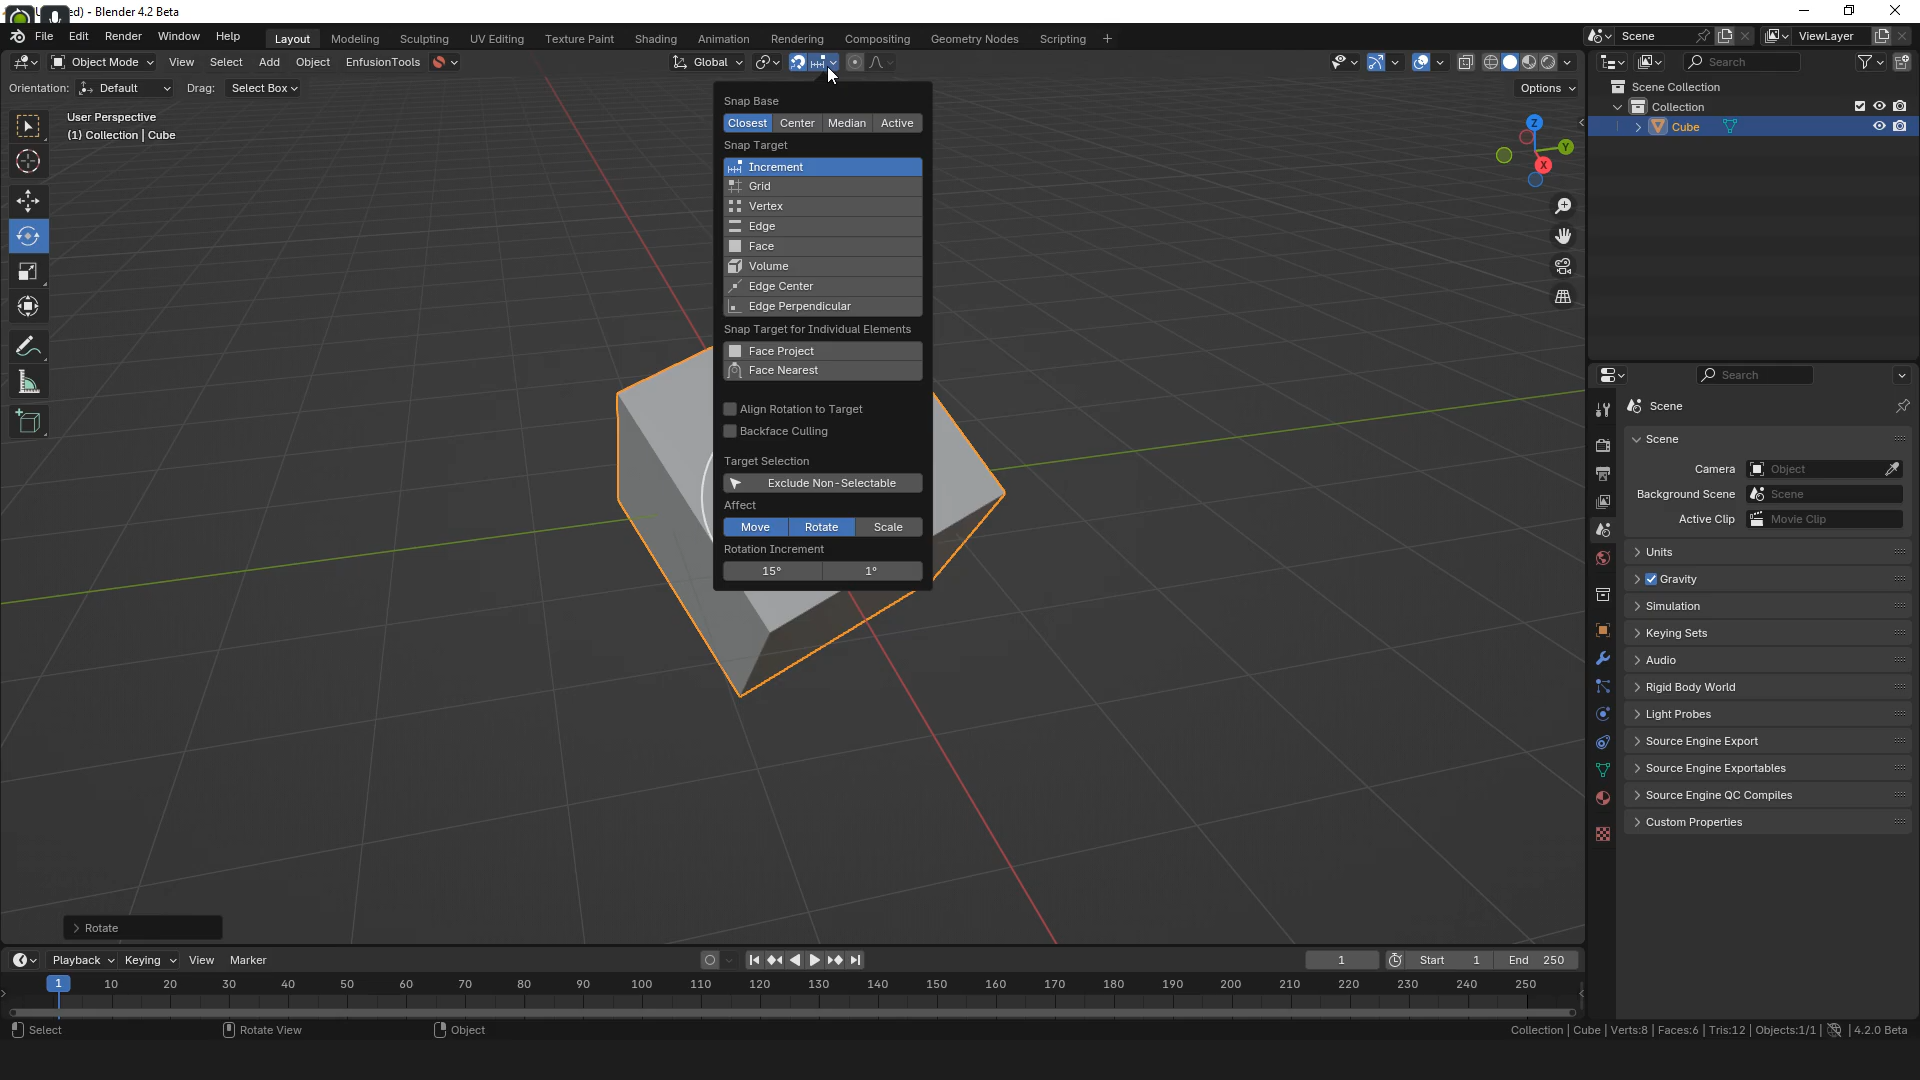 ed) - Blender 4.2 Beta
File Edit Render Window Help
Layout Modeling Sculpting UV Editing Texture Paint Shading Animation Rendering Compositing Geometry Nodes Scripting +
Scene ViewLayer
Object Mode View Select Add Object EnfusionTools
Global
Search
Orientation: Default Drag: Select Box
Options
User Perspective
(1) Collection | Cube
Snap Base
Closest Center Median Active
Snap Target
Increment
Grid
Vertex
Edge
Face
Volume
Edge Center
Edge Perpendicular
Snap Target for Individual Elements
Face Project
Face Nearest
Align Rotation to Target
Backface Culling
Target Selection
Exclude Non-Selectable
Affect
Move Rotate Scale
Rotation Increment
15° 1°
Z
Y
X
Scene Collection
Collection
Cube
Search
Scene
Scene
Camera Object
Background Scene Scene
Active Clip Movie Clip
Units
Gravity
Simulation
Keying Sets
Audio
Rigid Body World
Light Probes
Source Engine Export
Source Engine Exportables
Source Engine QC Compiles
Custom Properties
Rotate
Playback Keying View Marker
1 Start 1 End 250
1 10 20 30 40 50 60 70 80 90 100 110 120 130 140 150 160 170 180 190 200 210 220 230 240 250
Select Rotate View Object
Collection | Cube | Verts:8 | Faces:6 | Tris:12 | Objects:1/1 | 4.2.0 Beta